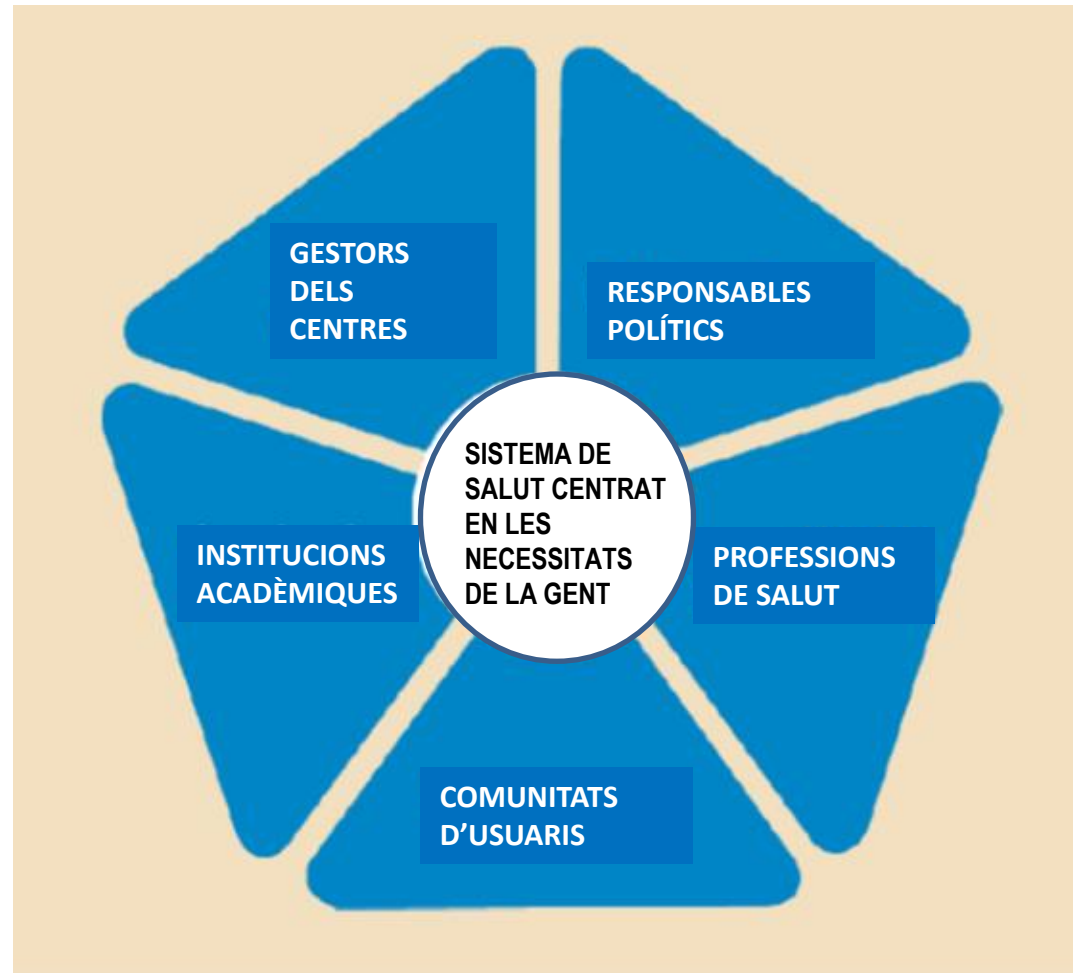 GESTORS
DELS
CENTRES
RESPONSABLES
POLÍTICS
SISTEMA DE
SALUT CENTRAT
EN LES
NECESSITATS
DE LA GENT
INSTITUCIONS
ACADÈMIQUES
PROFESSIONS
DE SALUT
COMUNITATS
D’USUARIS